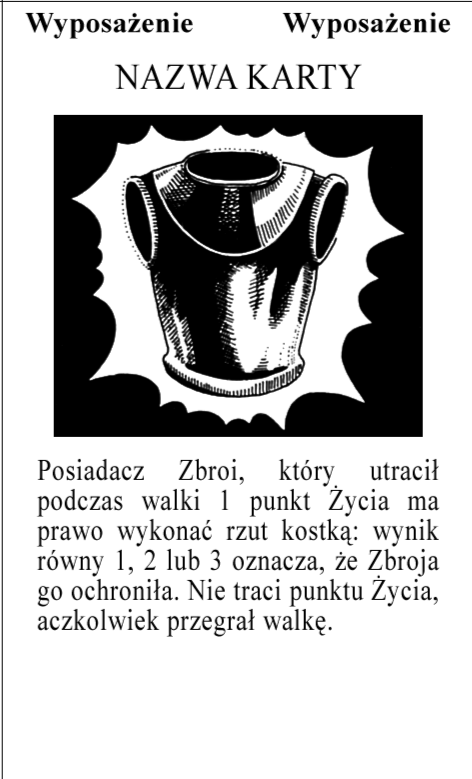 Wyposażenie Wyposażenie
NAZWA KARTY
Posiadacz Zbroi, który utracił
podczas walki 1 punkt Życia ma
prawo wykonać rzut kostką: wynik
równy 1, 2 lub 3 oznacza, że Zbroja
go ochroniła. Nie traci punktu Życia,
aczkolwiek przegrał walkę.